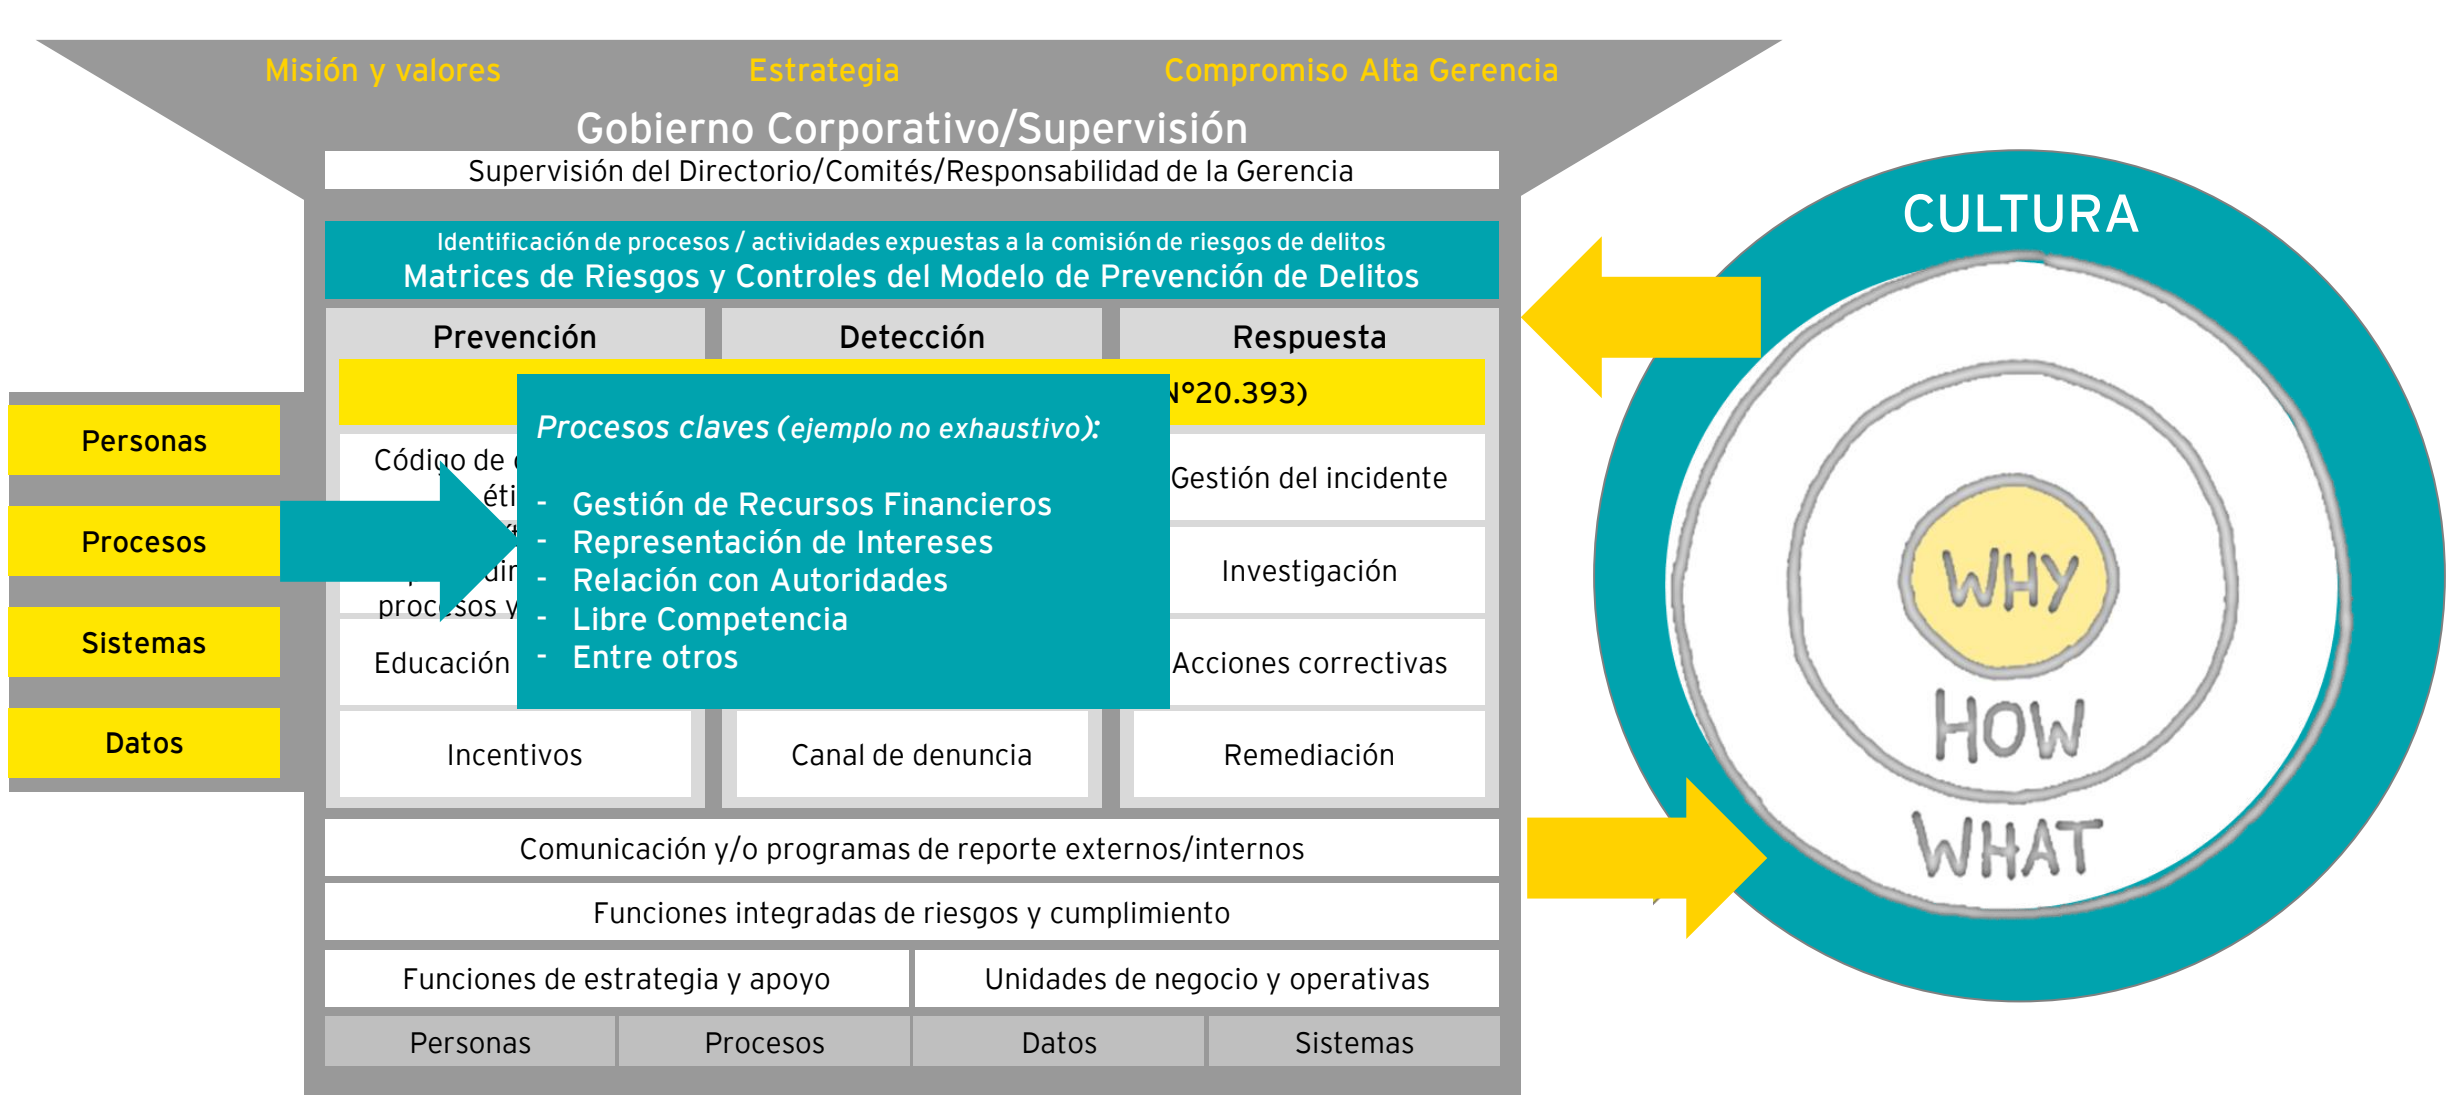 Misión y valores
Estrategia
Compromiso Alta Gerencia
Gobierno Corporativo/Supervisión
Supervisión del Directorio/Comités/Responsabilidad de la Gerencia
Identificación de procesos / actividades expuestas a la comisión de riesgos de delitos
Matrices de Riesgos y Controles del Modelo de Prevención de Delitos
Prevención
Detección
Respuesta
N°20.393)
Personas
Procesos
Sistemas
Datos
Código de
procesos y
Educación
Incentivos
Procesos claves (ejemplo no exhaustivo):
- Gestión de Recursos Financieros
- Representación de Intereses
- Relación con Autoridades
- Libre Competencia
- Entre otros
Canal de denuncia
Gestión del incidente
Investigación
Acciones correctivas
Remediación
Comunicación y/o programas de reporte externos/internos
Funciones integradas de riesgos y cumplimiento
Funciones de estrategia y apoyo
Unidades de negocio y operativas
Personas
Procesos
Datos
Sistemas
CULTURA
WHY
HOW
WHAT